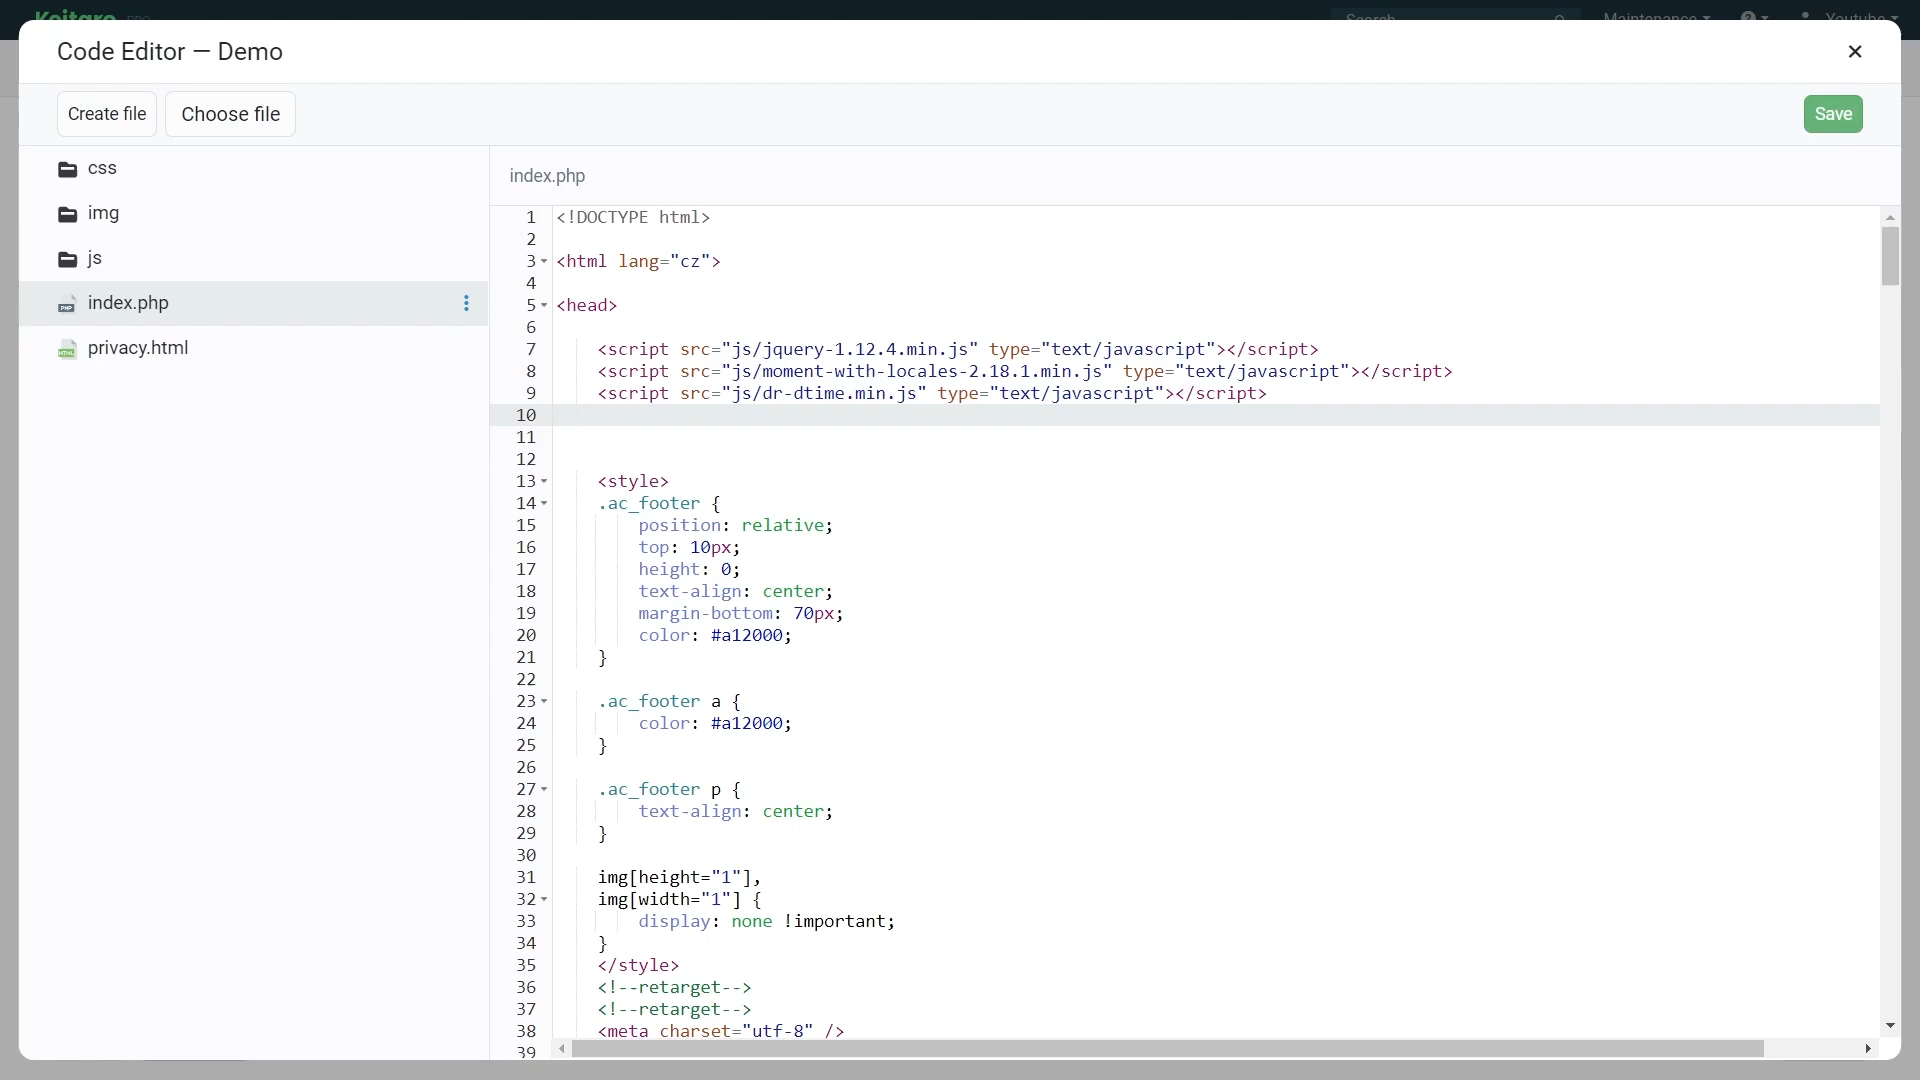 Keitaro PRO
Search
Maintenance
Youtube
Code Editor — Demo
Create file
Choose file
Save
css
img
js
index.php
privacy.html
index.php
1 <!DOCTYPE html>
2
3 <html lang="cz">
4
5 <head>
6
7 <script src="js/jquery-1.12.4.min.js" type="text/javascript"></script>
8 <script src="js/moment-with-locales-2.18.1.min.js" type="text/javascript"></script>
9 <script src="js/dr-dtime.min.js" type="text/javascript"></script>
10
11
12
13 <style>
14 .ac_footer {
15 position: relative;
16 top: 10px;
17 height: 0;
18 text-align: center;
19 margin-bottom: 70px;
20 color: #a12000;
21 }
22
23 .ac_footer a {
24 color: #a12000;
25 }
26
27 .ac_footer p {
28 text-align: center;
29 }
30
31 img[height="1"],
32 img[width="1"] {
33 display: none !important;
34 }
35 </style>
36 <!--retarget-->
37 <!--retarget-->
38 <meta charset="utf-8" />
39